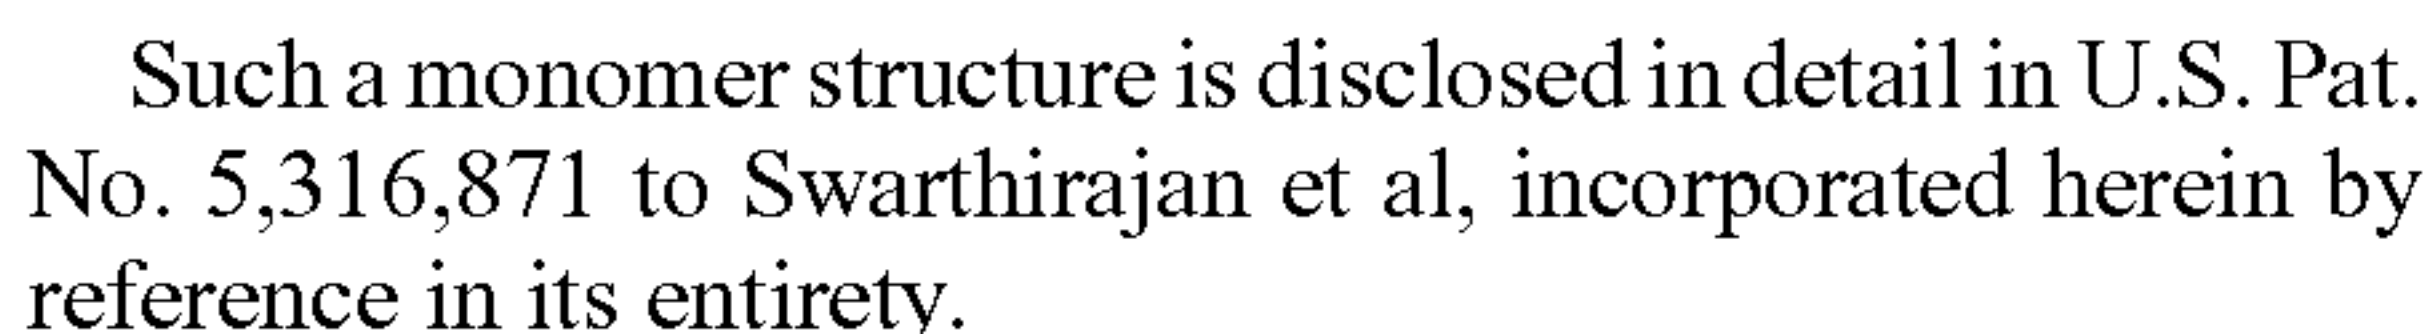 Such a monomer structure is disclosed in detail in U.S. Pat.
No. 5,316,871 to Swarthirajan et al, incorporated herein by
reference in its entirety.